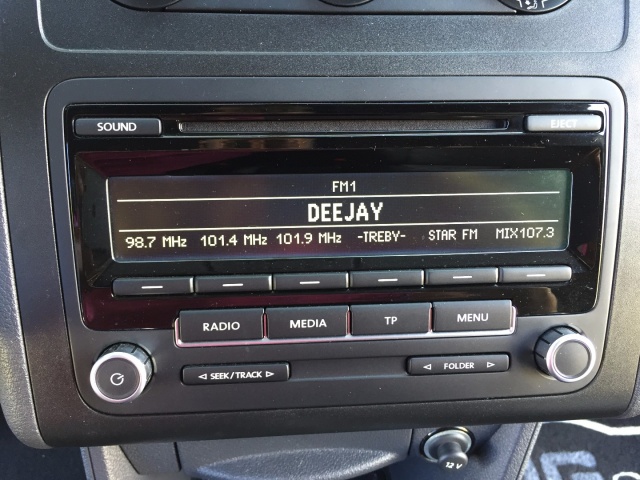 SOUND
EJECT
FM1
DEEJAY
98.7 MHz 101.4 MHz 101.9 MHz -TREBY- STAR FM MIX107.3
RADIO MEDIA TP MENU
SEEK/TRACK
FOLDER
12 V